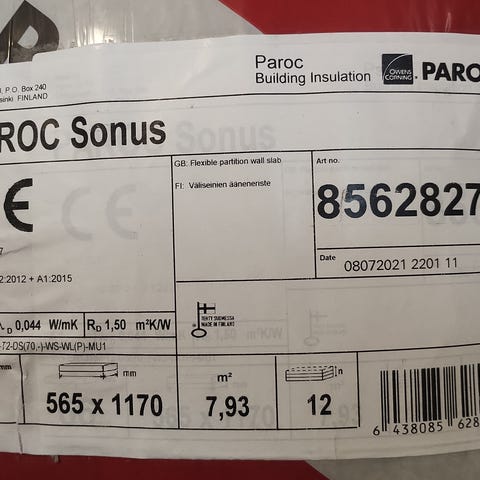 P.O. Box 240
FINLAND
Paroc
Building Insulation
OWENS
CORNING
PARO
ROC Sonus
GB: Flexible partition wall slab
FI: Väliseinien ääneneriste
Art no.
8562827
CE
7
2:2012 + A1:2015
Date
08072021 2201 11
TEHTY SUOMESSA
MADE IN FINLAND
D 0,044 W/mK
RD 1,50 m²K/W
-T2-DS(70,-)-WS-WL(P)-MU1
mm
mm
m²
n
565 x 1170
7,93
12
6 438085 628